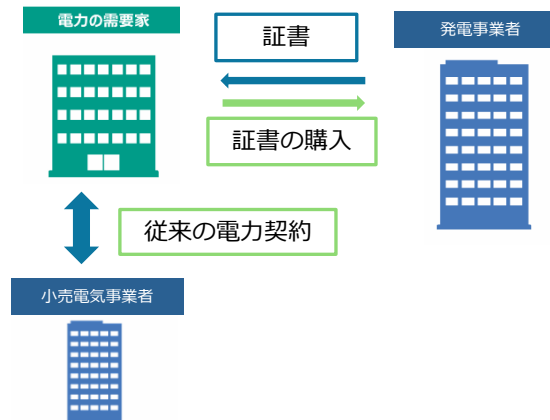 電力の需要家
証書
発電事業者
証書の購入
従来の電力契約
小売電気事業者